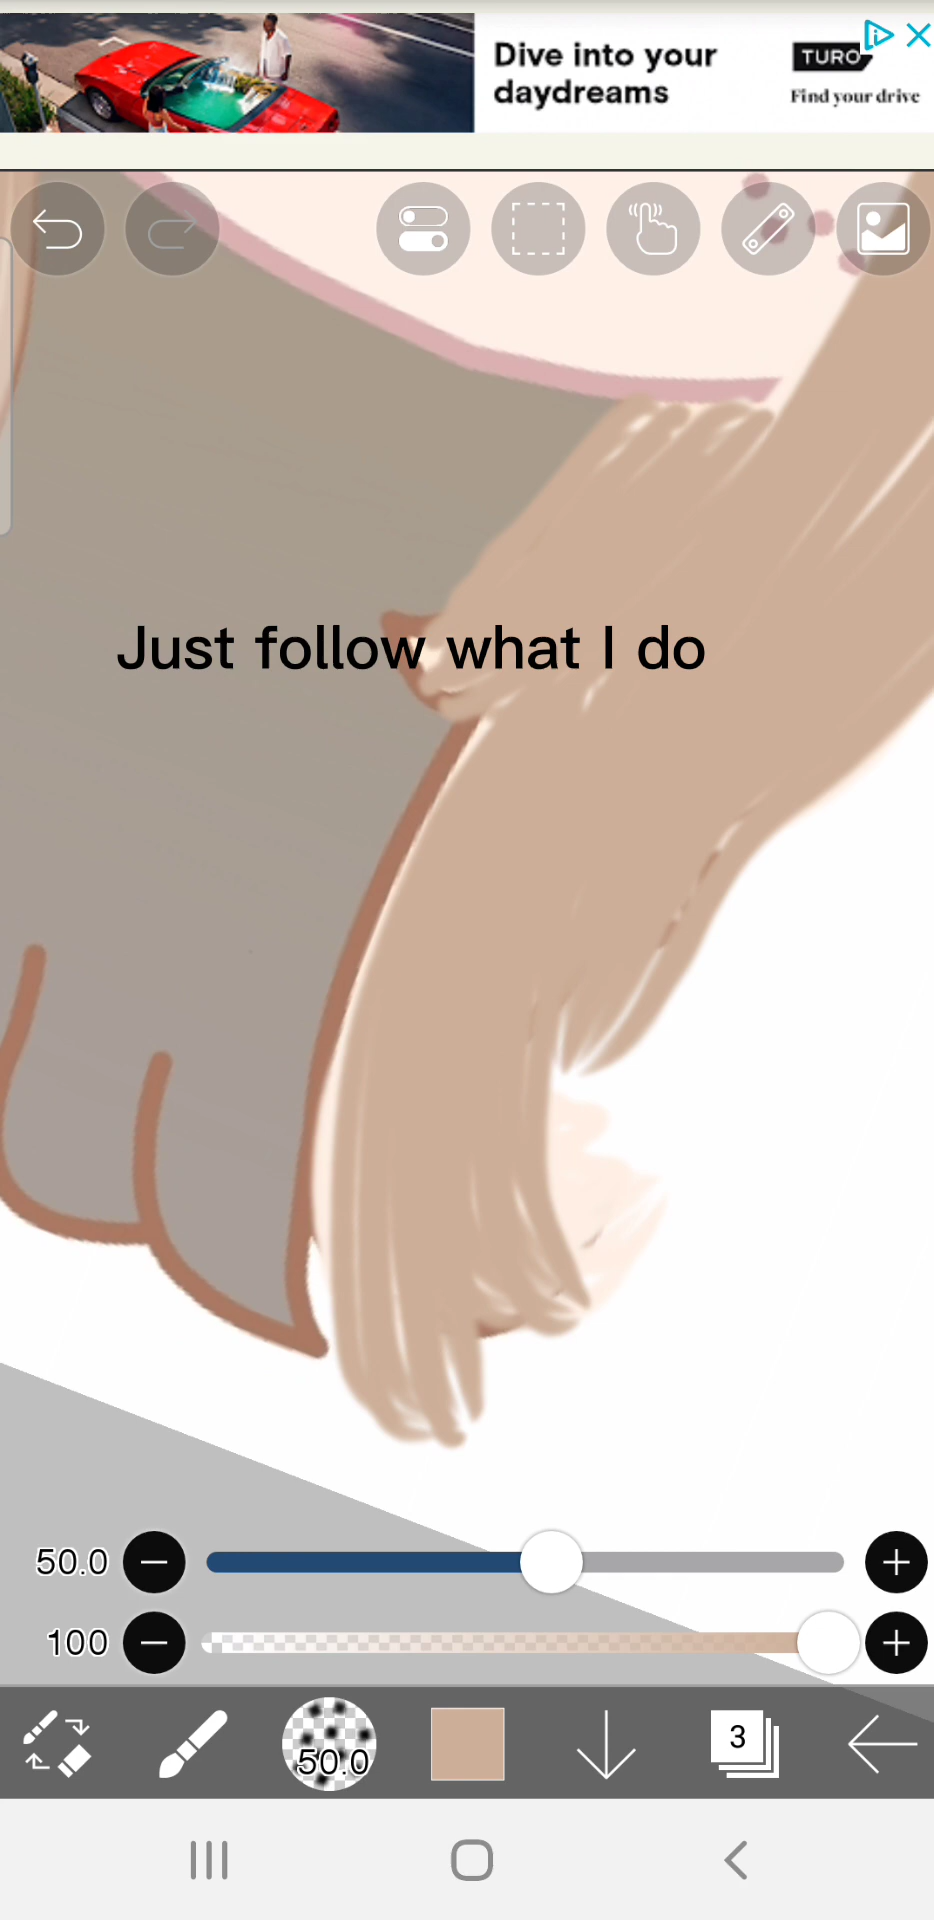 Dive into your
daydreams
TURO
Find your drive
Just follow what I do
50.0
100
50.0
3